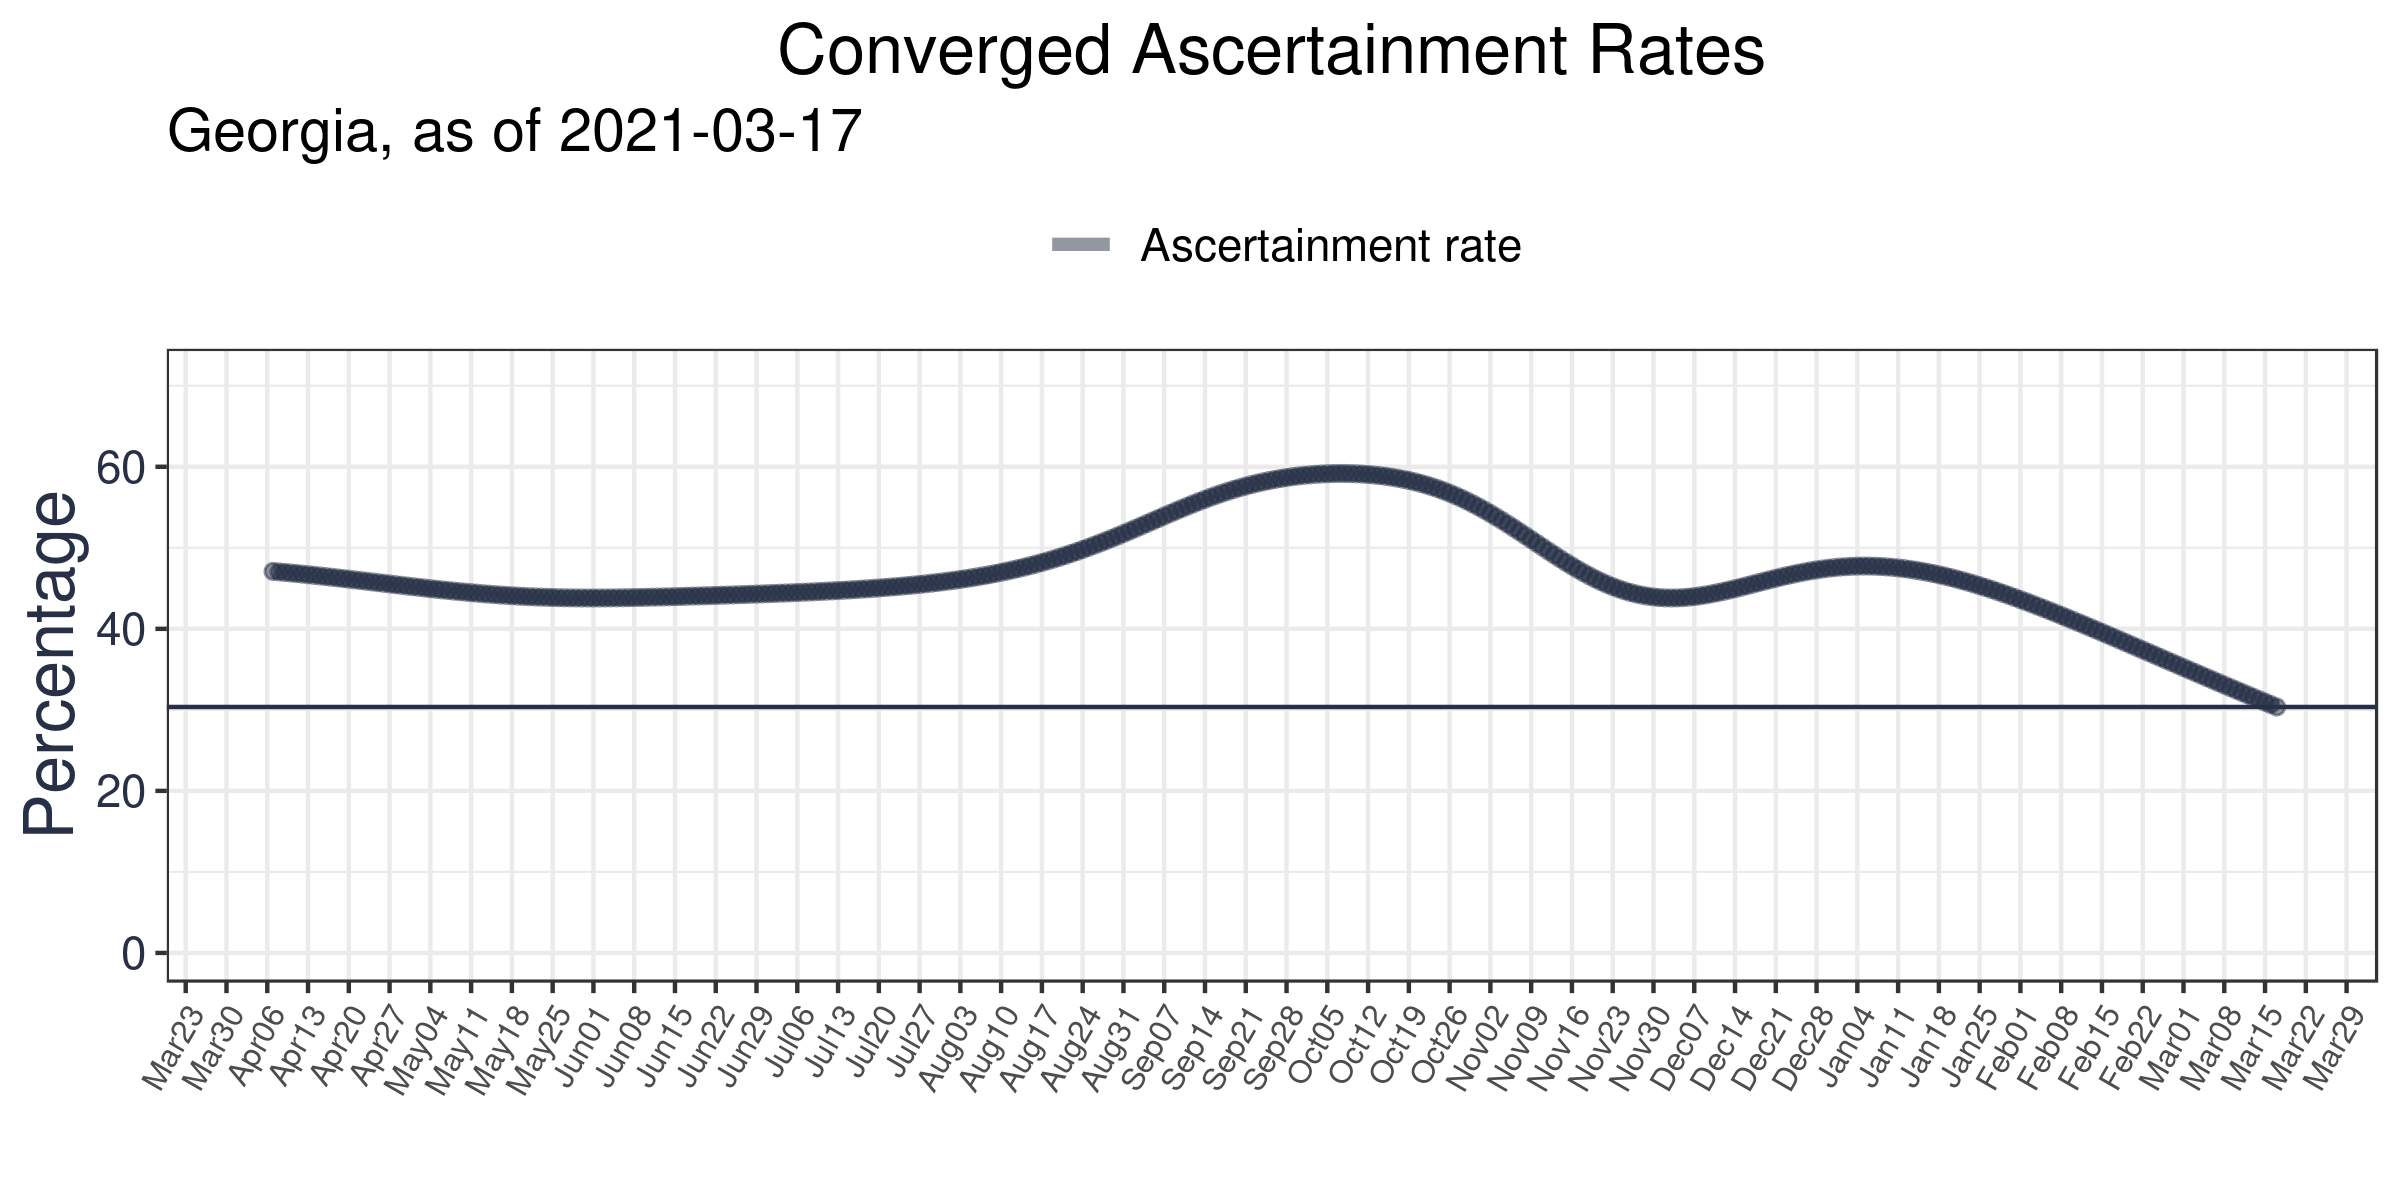 Converged Ascertainment Rates
Georgia, as of 2021-03-17
Ascertainment rate
Percentage
60
40
20
0
Mar23 Mar30 Apr06 Apr13 Apr20 Apr27 May04 May11 May18 May25 Jun01 Jun08 Jun15 Jun22 Jun29 Jul06 Jul13 Jul20 Jul27 Aug03 Aug10 Aug17 Aug24 Aug31 Sep07 Sep14 Sep21 Sep28 Oct05 Oct12 Oct19 Oct26 Nov02 Nov09 Nov16 Nov23 Nov30 Dec07 Dec14 Dec21 Dec28 Jan04 Jan11 Jan18 Jan25 Feb01 Feb08 Feb15 Feb22 Mar01 Mar08 Mar15 Mar22 Mar29